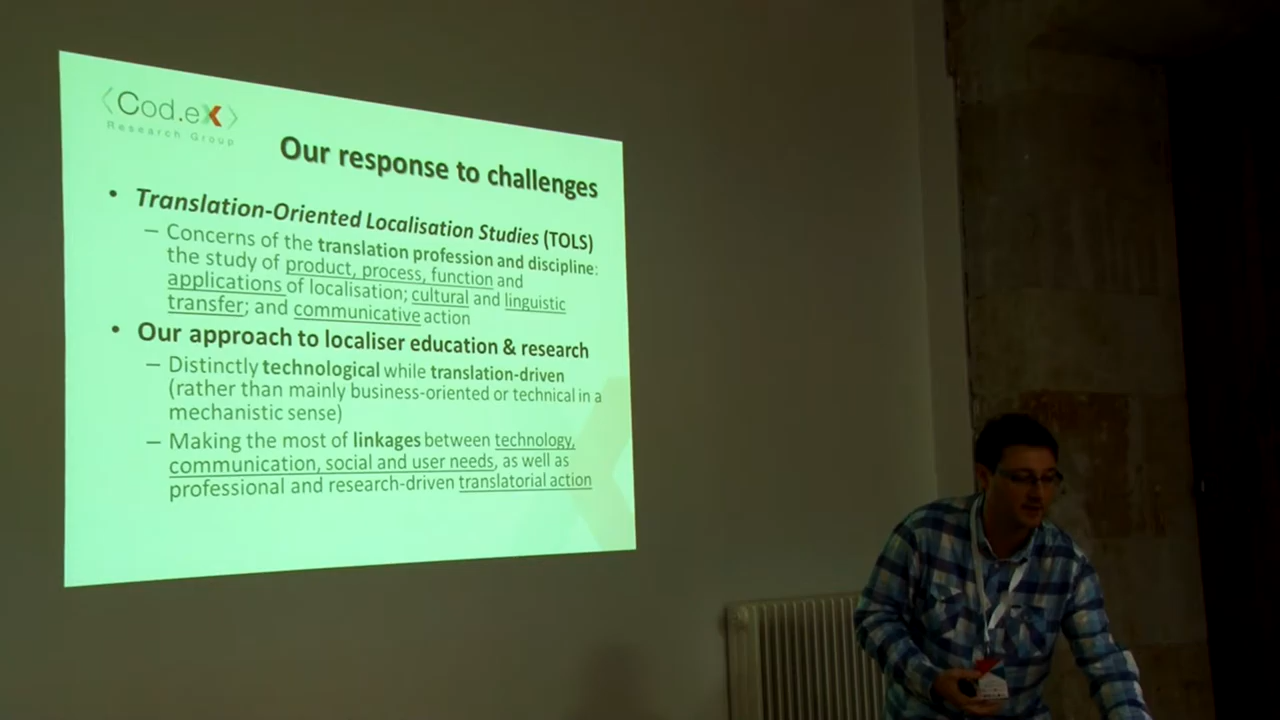 <Cod.eX>
Research Group
Our response to challenges
• Translation-Oriented Localisation Studies (TOLS)
– Concerns of the translation profession and discipline:
the study of product, process, function and
applications of localisation; cultural and linguistic
transfer; and communicative action
• Our approach to localiser education & research
– Distinctly technological while translation-driven
(rather than mainly business-oriented or technical in a
mechanistic sense)
– Making the most of linkages between technology,
communication, social and user needs, as well as
professional and research-driven translatorial action